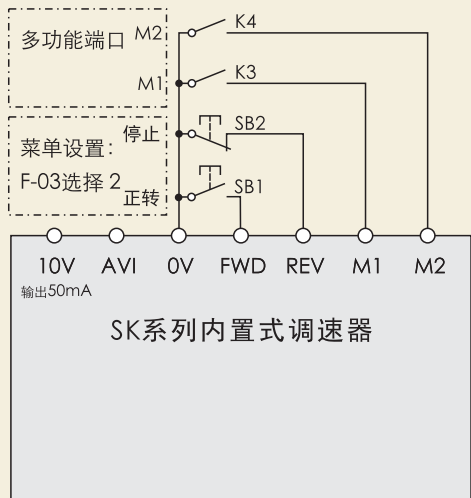 多功能端口 M2 K4
M1 K3
菜单设置： 停止 SB2
F-03选择 2 正转 SB1
10V AVI 0V FWD REV M1 M2
输出50mA
SK系列内置式调速器